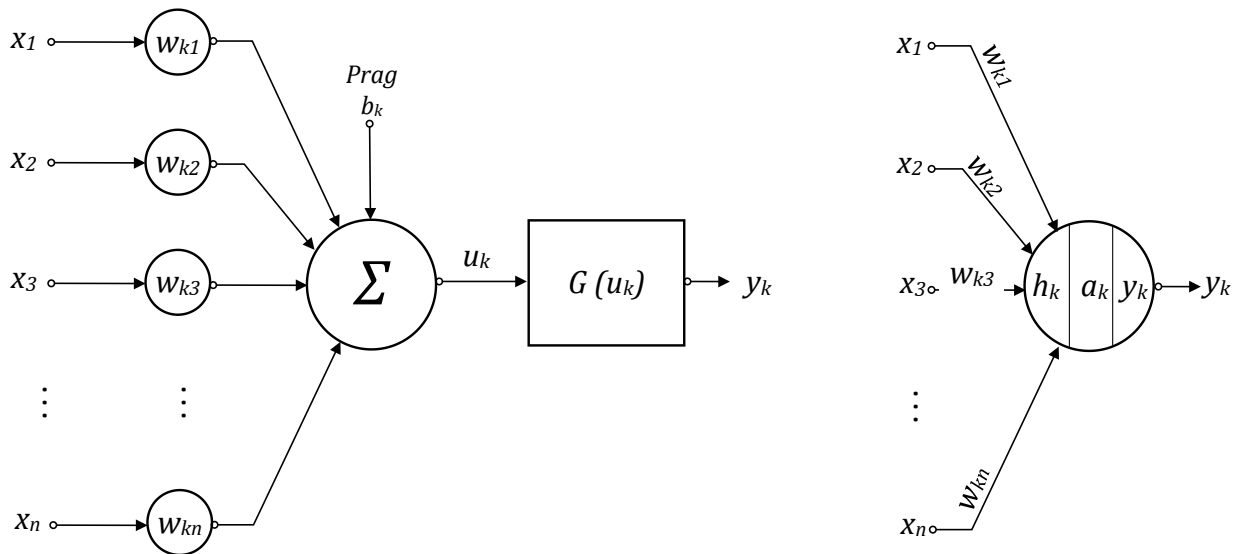 x1 wk1
Prag
bk
x2 wk2
x3 wk3
Σ
uk
G (uk)
yk
⋮ ⋮
xn wkn
x1 wk1
x2 wk2
x3 wk3
hk ak yk
yk
⋮
xn wkn